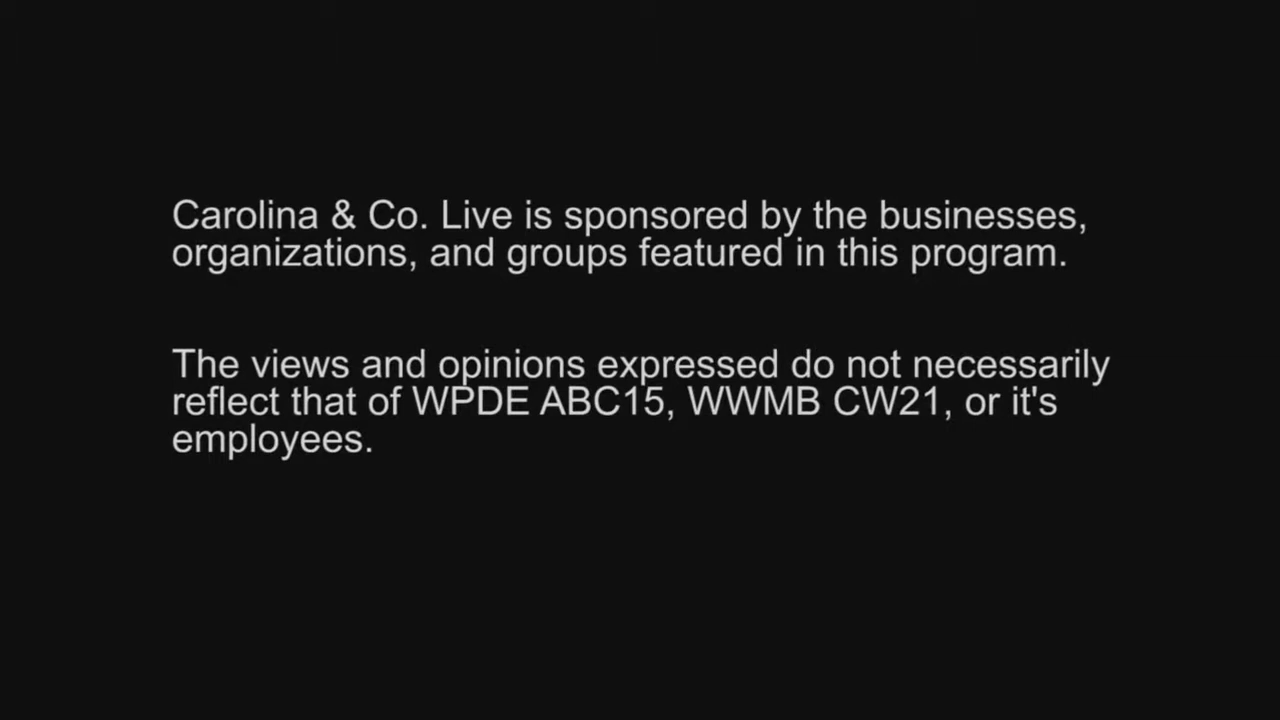 Carolina & Co. Live is sponsored by the businesses,
organizations, and groups featured in this program.
The views and opinions expressed do not necessarily
reflect that of WPDE ABC15, WWMB CW21, or it's
employees.